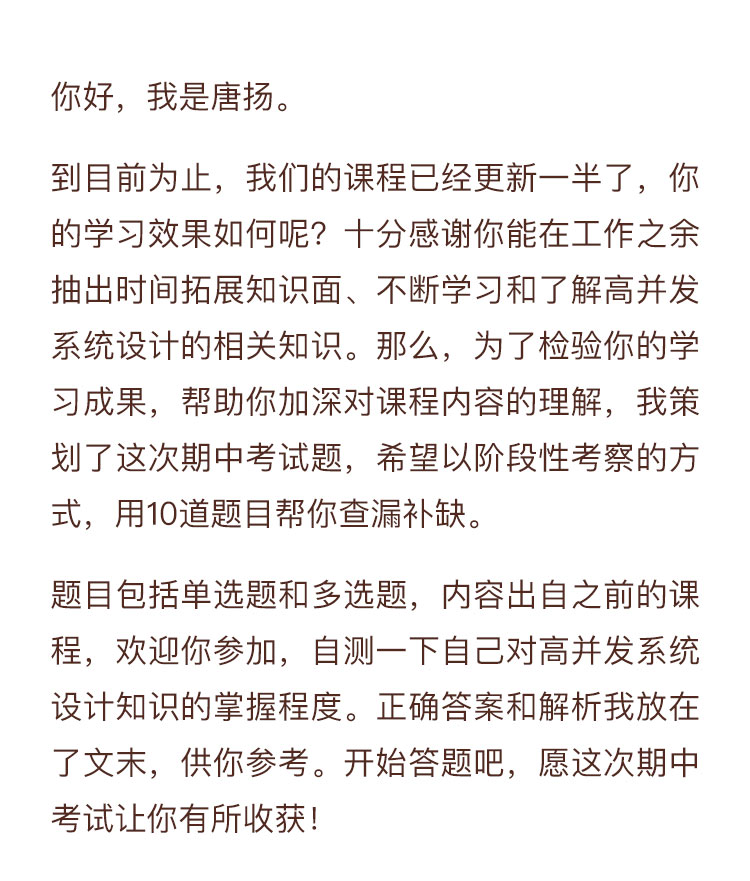 你好，我是唐扬。
到目前为止，我们的课程已经更新一半了，你
的学习效果如何呢？十分感谢你能在工作之余
抽出时间拓展知识面、不断学习和了解高并发
系统设计的相关知识。那么，为了检验你的学
习成果，帮助你加深对课程内容的理解，我策
划了这次期中考试题，希望以阶段性考察的方
式，用10道题目帮你查漏补缺。
题目包括单选题和多选题，内容出自之前的课
程，欢迎你参加，自测一下自己对高并发系统
设计知识的掌握程度。正确答案和解析我放在
了文末，供你参考。开始答题吧，愿这次期中
考试让你有所收获！